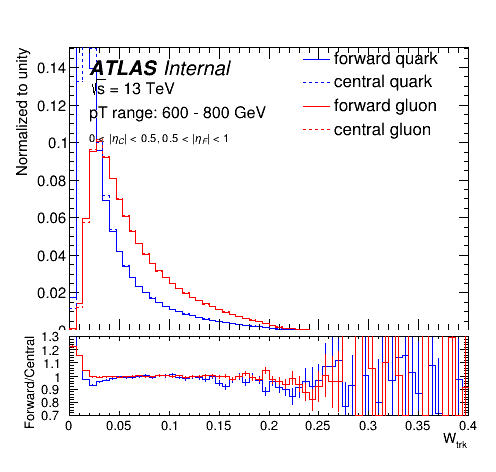 forward quark
central quark
forward gluon
central gluon
ATLAS Internal
√s = 13 TeV
pT range: 600 - 800 GeV
0 < |ηC| < 0.5, 0.5 < |ηF| < 1
Normalized to unity
0.14
0.12
0.1
0.08
0.06
0.04
0.02
0
Forward/Central
1.3
1.2
1.1
1
0.9
0.8
0.7
0 0.05 0.1 0.15 0.2 0.25 0.3 0.35 0.4
Wtrk